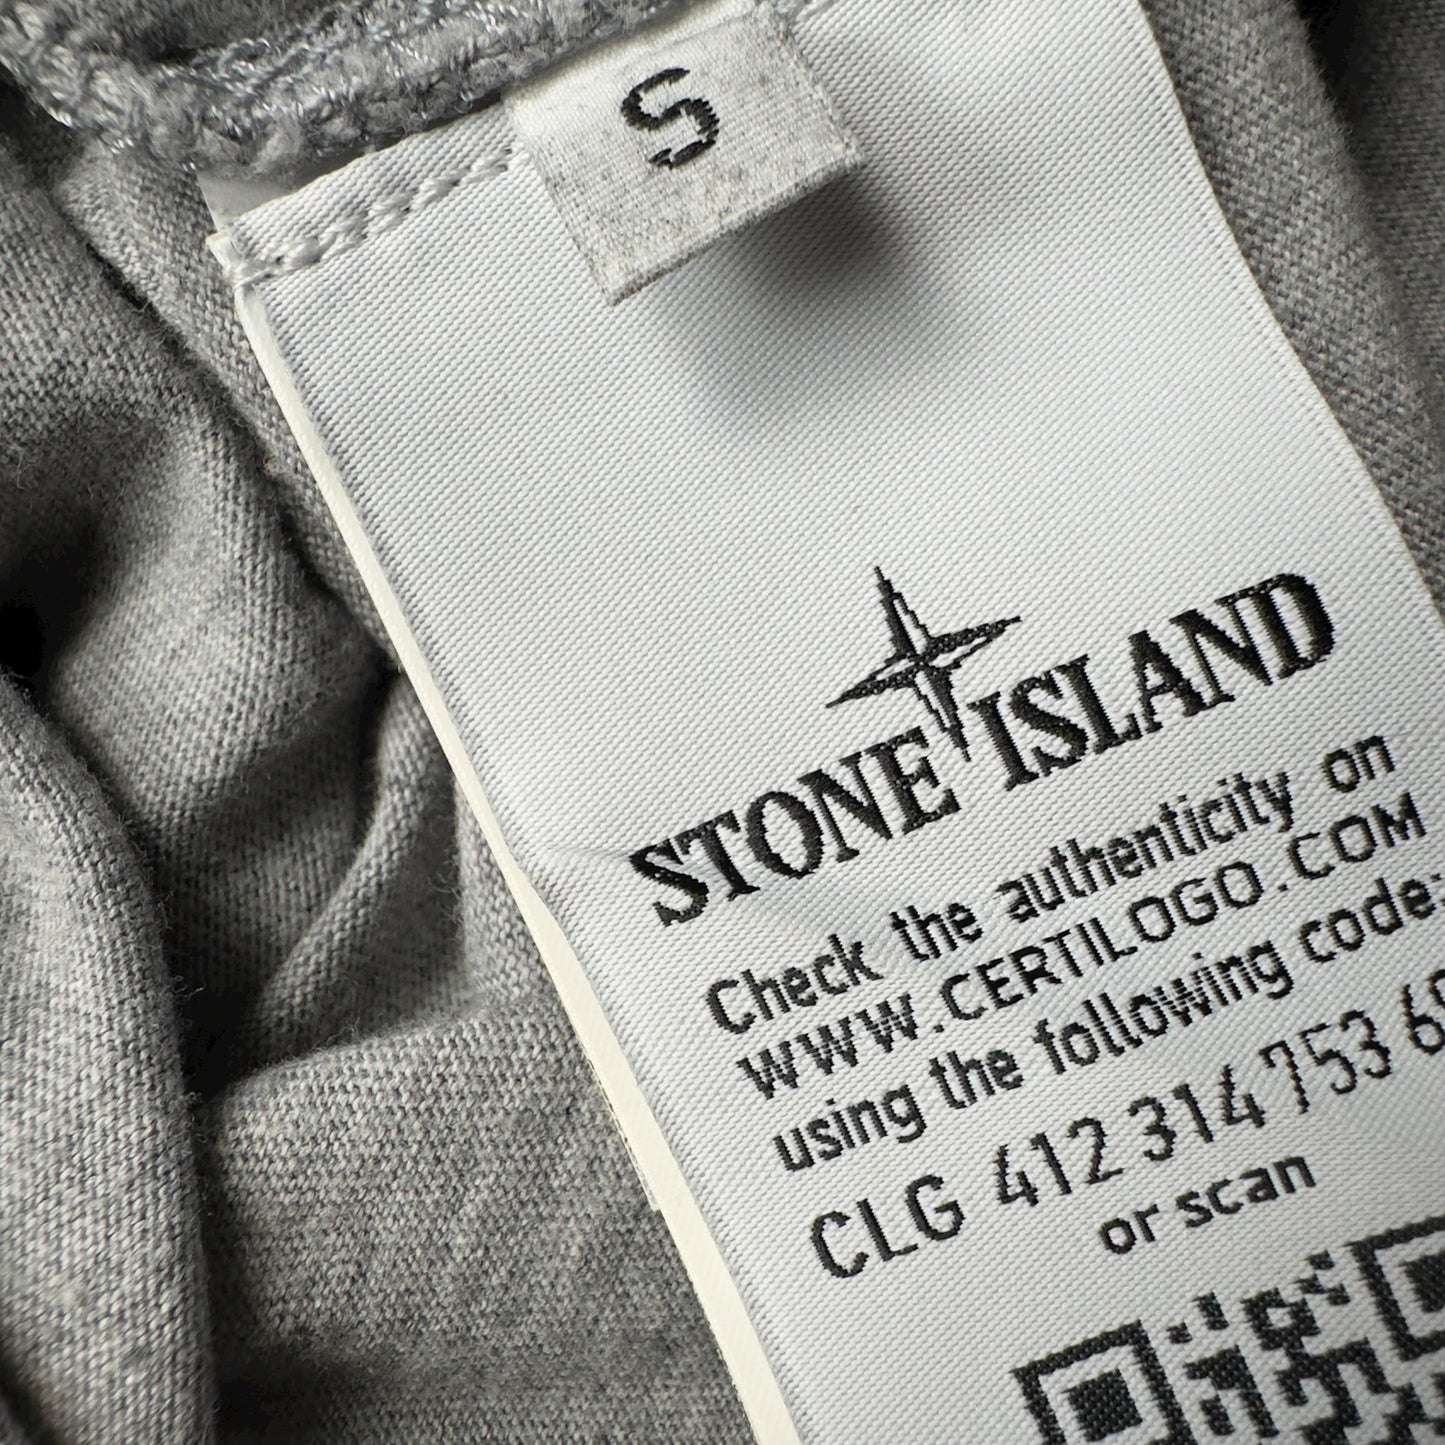 S
STONE ISLAND
Check the authenticity on
WWW.CERTILOGO.COM
using the following code:
CLG 412 314 753 6
or scan